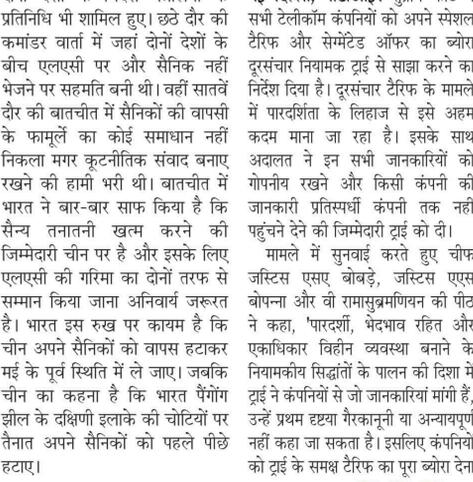 प्रतिनिधि भी शामिल हुए। छठे दौर की
कमांडर वार्ता में जहां दोनों देशों के
बीच एलएसी पर और सैनिक नहीं
भेजने पर सहमति बनी थी। वहीं सातवें
दौर की बातचीत में सैनिकों की वापसी
के फार्मूले का कोई समाधान नहीं
निकला मगर कूटनीतिक संवाद बनाए
रखने की हामी भरी थी। बातचीत में
भारत ने बार-बार साफ किया है कि
सैन्य तनातनी खत्म करने की
जिम्मेदारी चीन पर है और इसके लिए
एलएसी की गरिमा का दोनों तरफ से
सम्मान किया जाना अनिवार्य जरूरत
है। भारत इस रुख पर कायम है कि
चीन अपने सैनिकों को वापस हटाकर
मई के पूर्व स्थिति में ले जाए। जबकि
चीन का कहना है कि भारत पैंगोंग
झील के दक्षिणी इलाके की चोटियों पर
तैनात अपने सैनिकों को पहले पीछे
हटाए।
सभी टेलीकॉम कंपनियों को अपने स्पेशल
टैरिफ और सेग्मेंटेड ऑफर का ब्योरा
दूरसंचार नियामक ट्राई से साझा करने का
निर्देश दिया है। दूरसंचार टैरिफ के मामले
में पारदर्शिता के लिहाज से इसे अहम
कदम माना जा रहा है। इसके साथ
अदालत ने इन सभी जानकारियों को
गोपनीय रखने और किसी कंपनी की
जानकारी प्रतिस्पर्धी कंपनी तक नहीं
पहुंचने देने की जिम्मेदारी ट्राई को दी।
मामले में सुनवाई करते हुए चीफ
जस्टिस एसए बोबड़े, जस्टिस एएस
बोपन्ना और वी रामासुब्रमणियन की पीठ
ने कहा, 'पारदर्शी, भेदभाव रहित और
एकाधिकार विहीन व्यवस्था बनाने के
नियामकीय सिद्धांतों के पालन की दिशा में
ट्राई ने कंपनियों से जो जानकारियां मांगी हैं,
उन्हें प्रथम दृष्टया गैरकानूनी या अन्यायपूर्ण
नहीं कहा जा सकता है। इसलिए कंपनियों
को ट्राई के समक्ष टैरिफ का पूरा ब्योरा देना